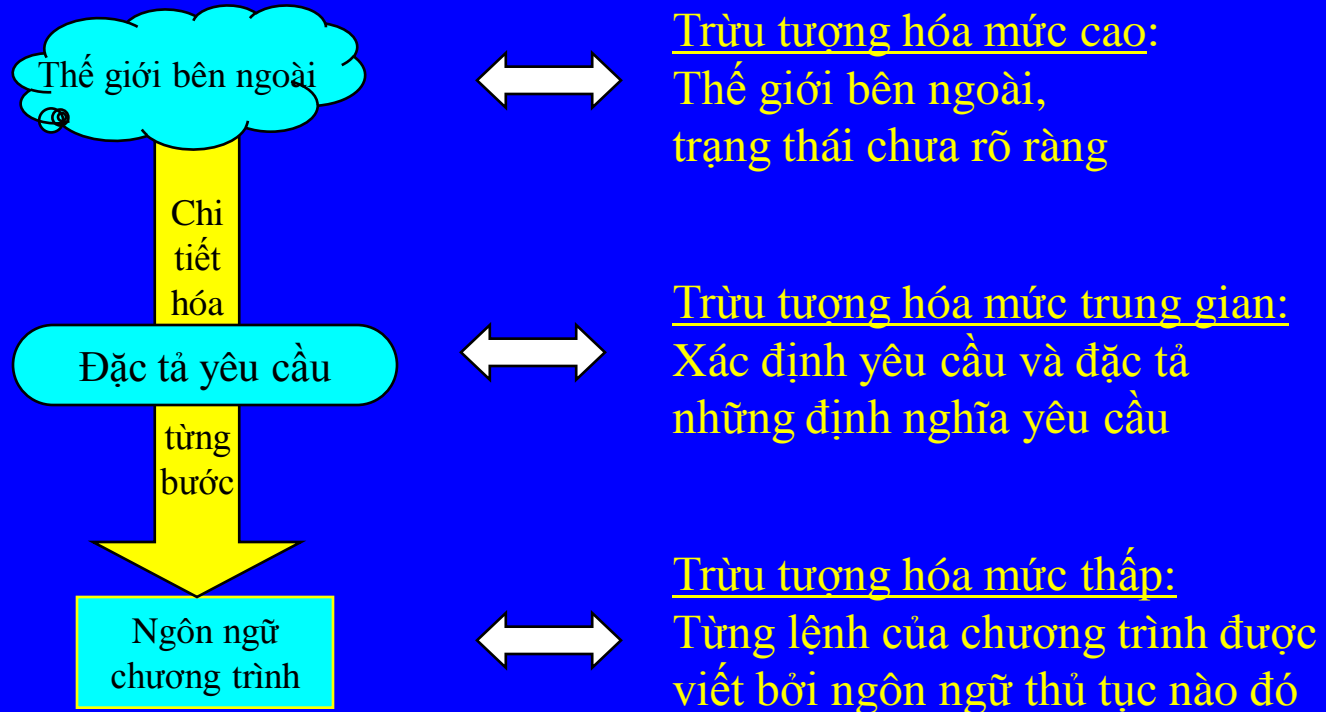 Thế giới bên ngoài
Trừu tượng hóa mức cao:
Thế giới bên ngoài,
trạng thái chưa rõ ràng
Chi
tiết
hóa
Đặc tả yêu cầu
Trừu tượng hóa mức trung gian:
Xác định yêu cầu và đặc tả
những định nghĩa yêu cầu
từng
bước
Ngôn ngữ
chương trình
Trừu tượng hóa mức thấp:
Từng lệnh của chương trình được
viết bởi ngôn ngữ thủ tục nào đó